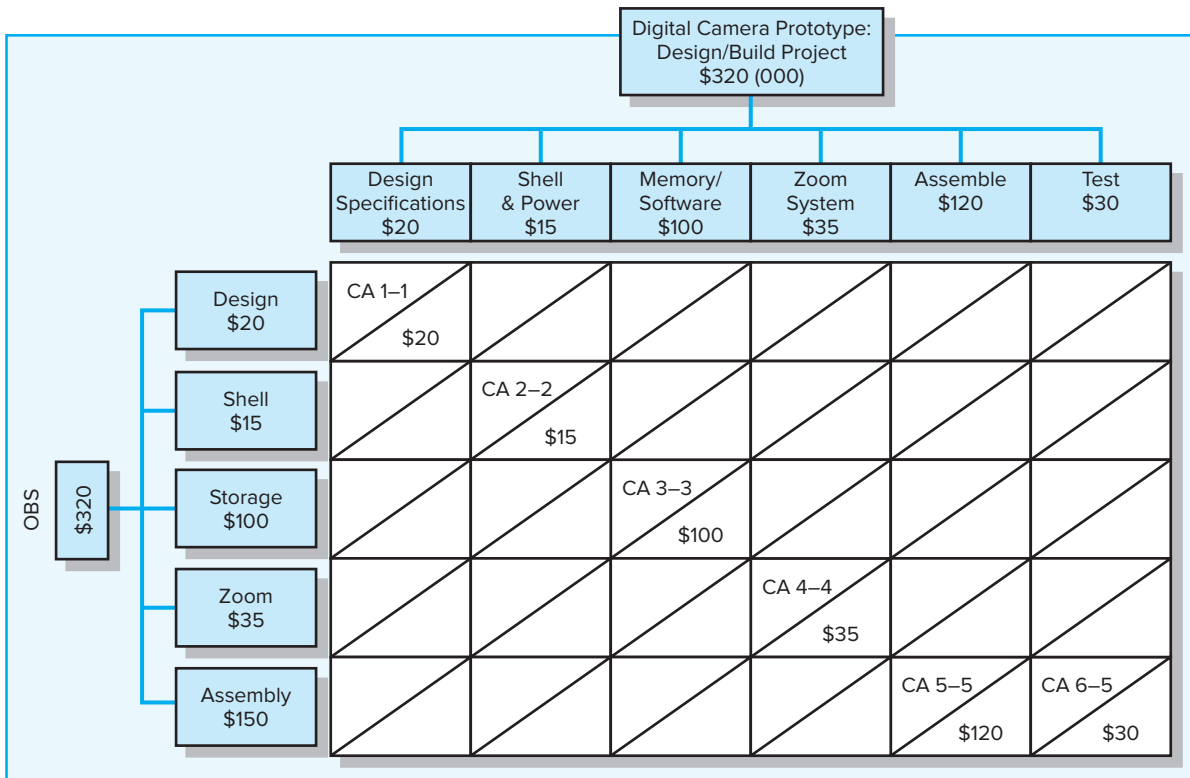 Digital Camera Prototype:
Design/Build Project
$320 (000)
Design
Specifications
$20
Shell
& Power
$15
Memory/
Software
$100
Zoom
System
$35
Assemble
$120
Test
$30
OBS
$320
Design
$20
CA 1–1
$20
Shell
$15
CA 2–2
$15
Storage
$100
CA 3–3
$100
Zoom
$35
CA 4–4
$35
Assembly
$150
CA 5–5
$120
CA 6–5
$30